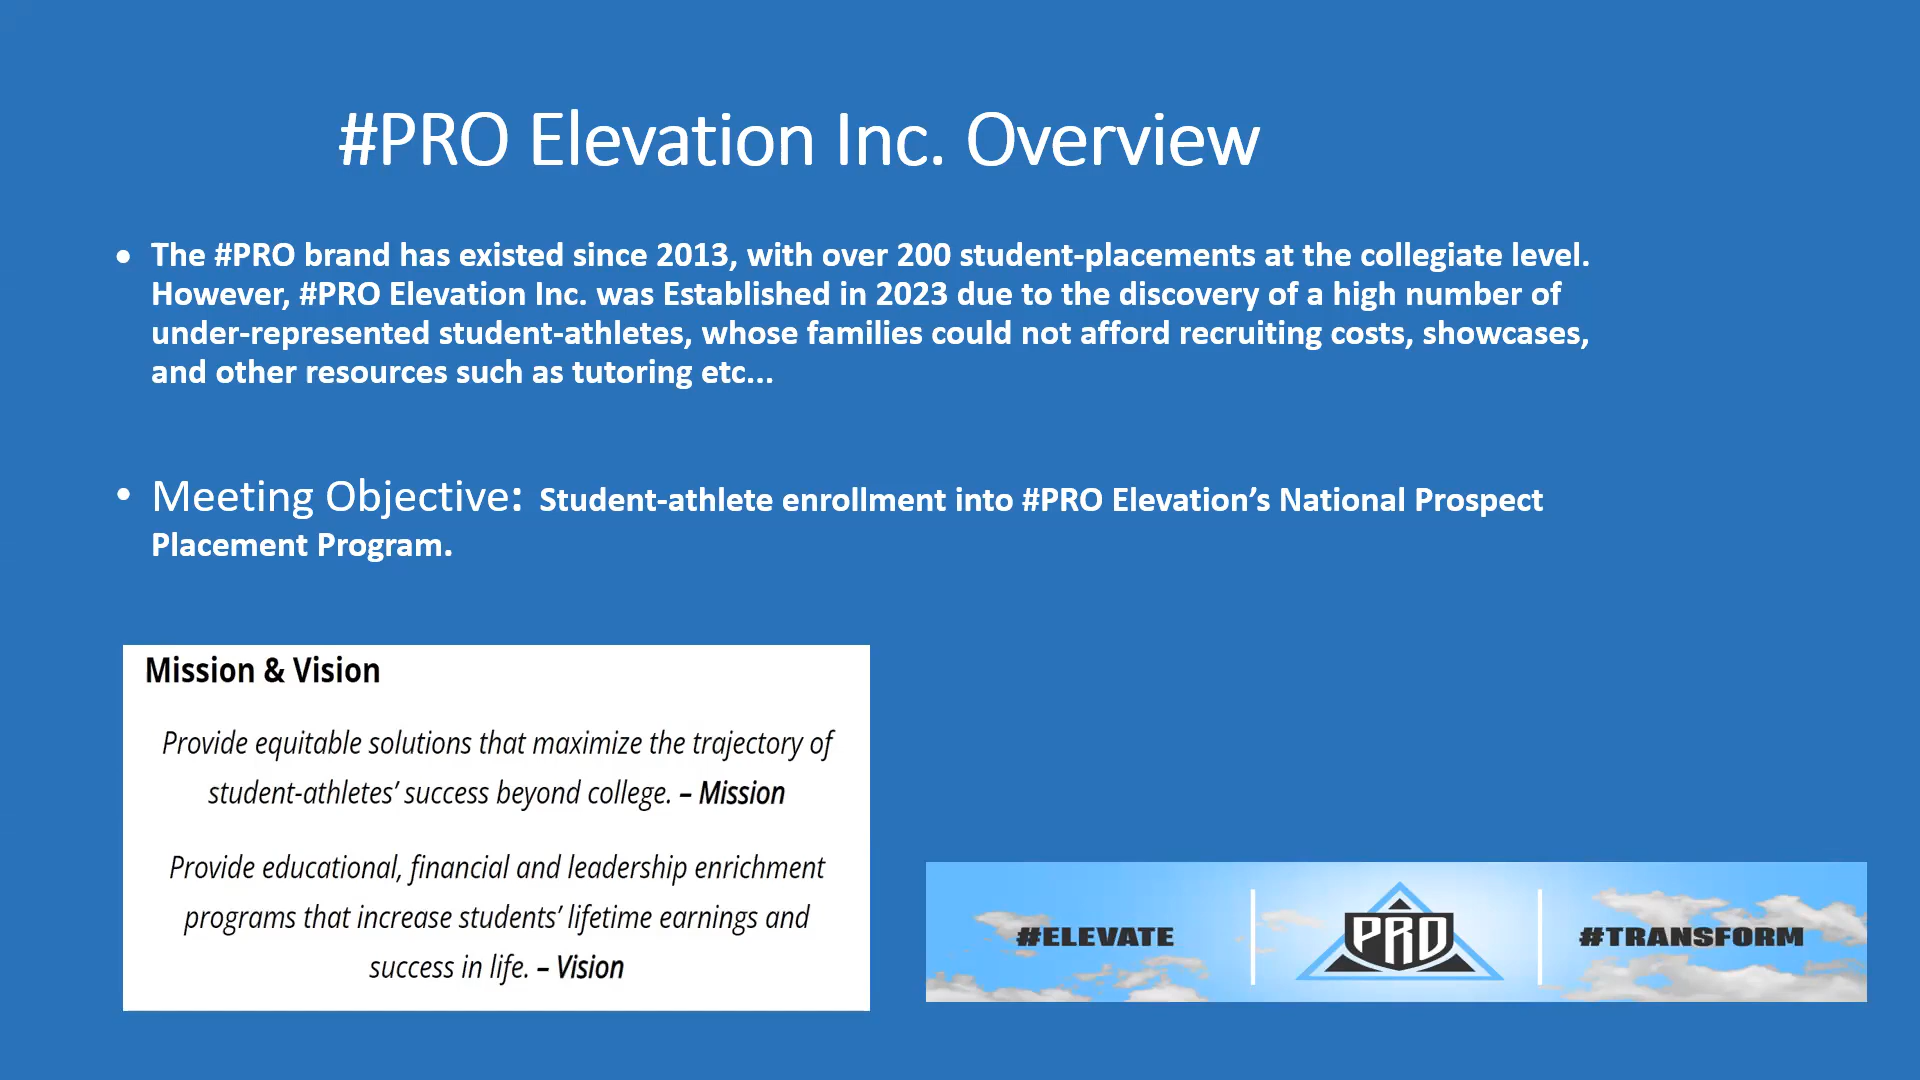 #PRO Elevation Inc. Overview
• The #PRO brand has existed since 2013, with over 200 student-placements at the collegiate level.
However, #PRO Elevation Inc. was Established in 2023 due to the discovery of a high number of
under-represented student-athletes, whose families could not afford recruiting costs, showcases,
and other resources such as tutoring etc...
• Meeting Objective: Student-athlete enrollment into #PRO Elevation’s National Prospect
Placement Program.
Mission & Vision
Provide equitable solutions that maximize the trajectory of
student-athletes’ success beyond college. – Mission
Provide educational, financial and leadership enrichment
programs that increase students’ lifetime earnings and
success in life. – Vision
#ELEVATE
PRO
#TRANSFORM